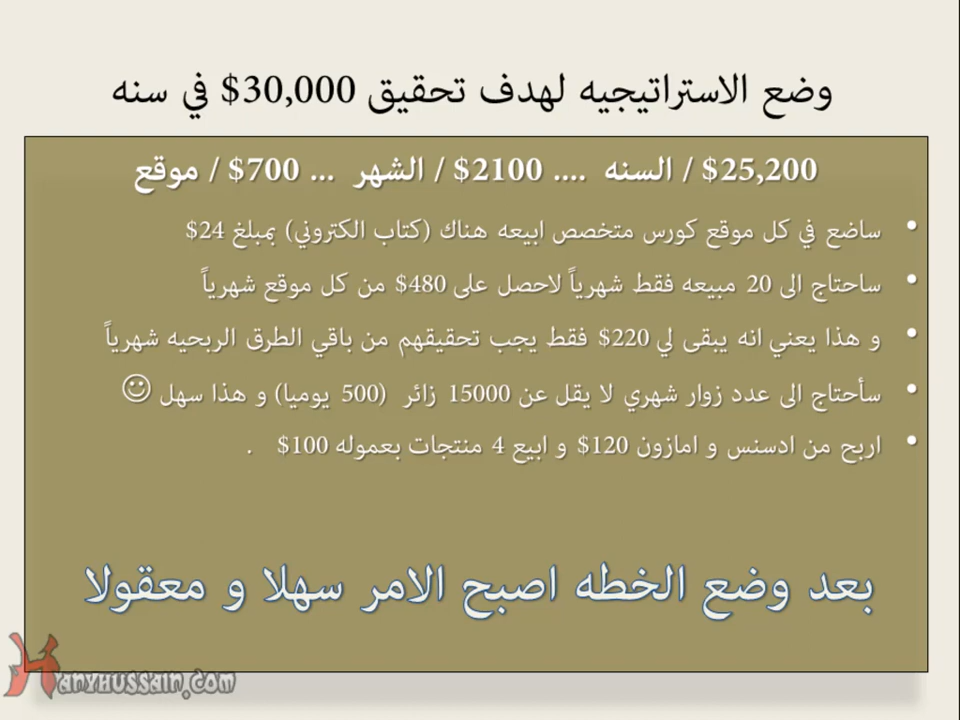 وضع الاستراتيجيه لهدف تحقيق 30,000$ في سنه
25,200$ / السنه .... 2100$ / الشهر ... 700$ / موقع
• ساضع في كل موقع كورس متخصص ابيعه هناك (كتاب الكتروني) بمبلغ 24$
• ساحتاج الى 20 مبيعه فقط شهرياً لاحصل على 480$ من كل موقع شهرياً
• و هذا يعني انه يبقى لي 220$ فقط يجب تحقيقهم من باقي الطرق الربحيه شهرياً
• سأحتاج الى عدد زوار شهري لا يقل عن 15000 زائر (500 يوميا) و هذا سهل ☺
• اربح من ادسنس و امازون 120$ و ابيع 4 منتجات بعموله 100$ .
بعد وضع الخطه اصبح الامر سهلا و معقولا
Hanyhussain.com